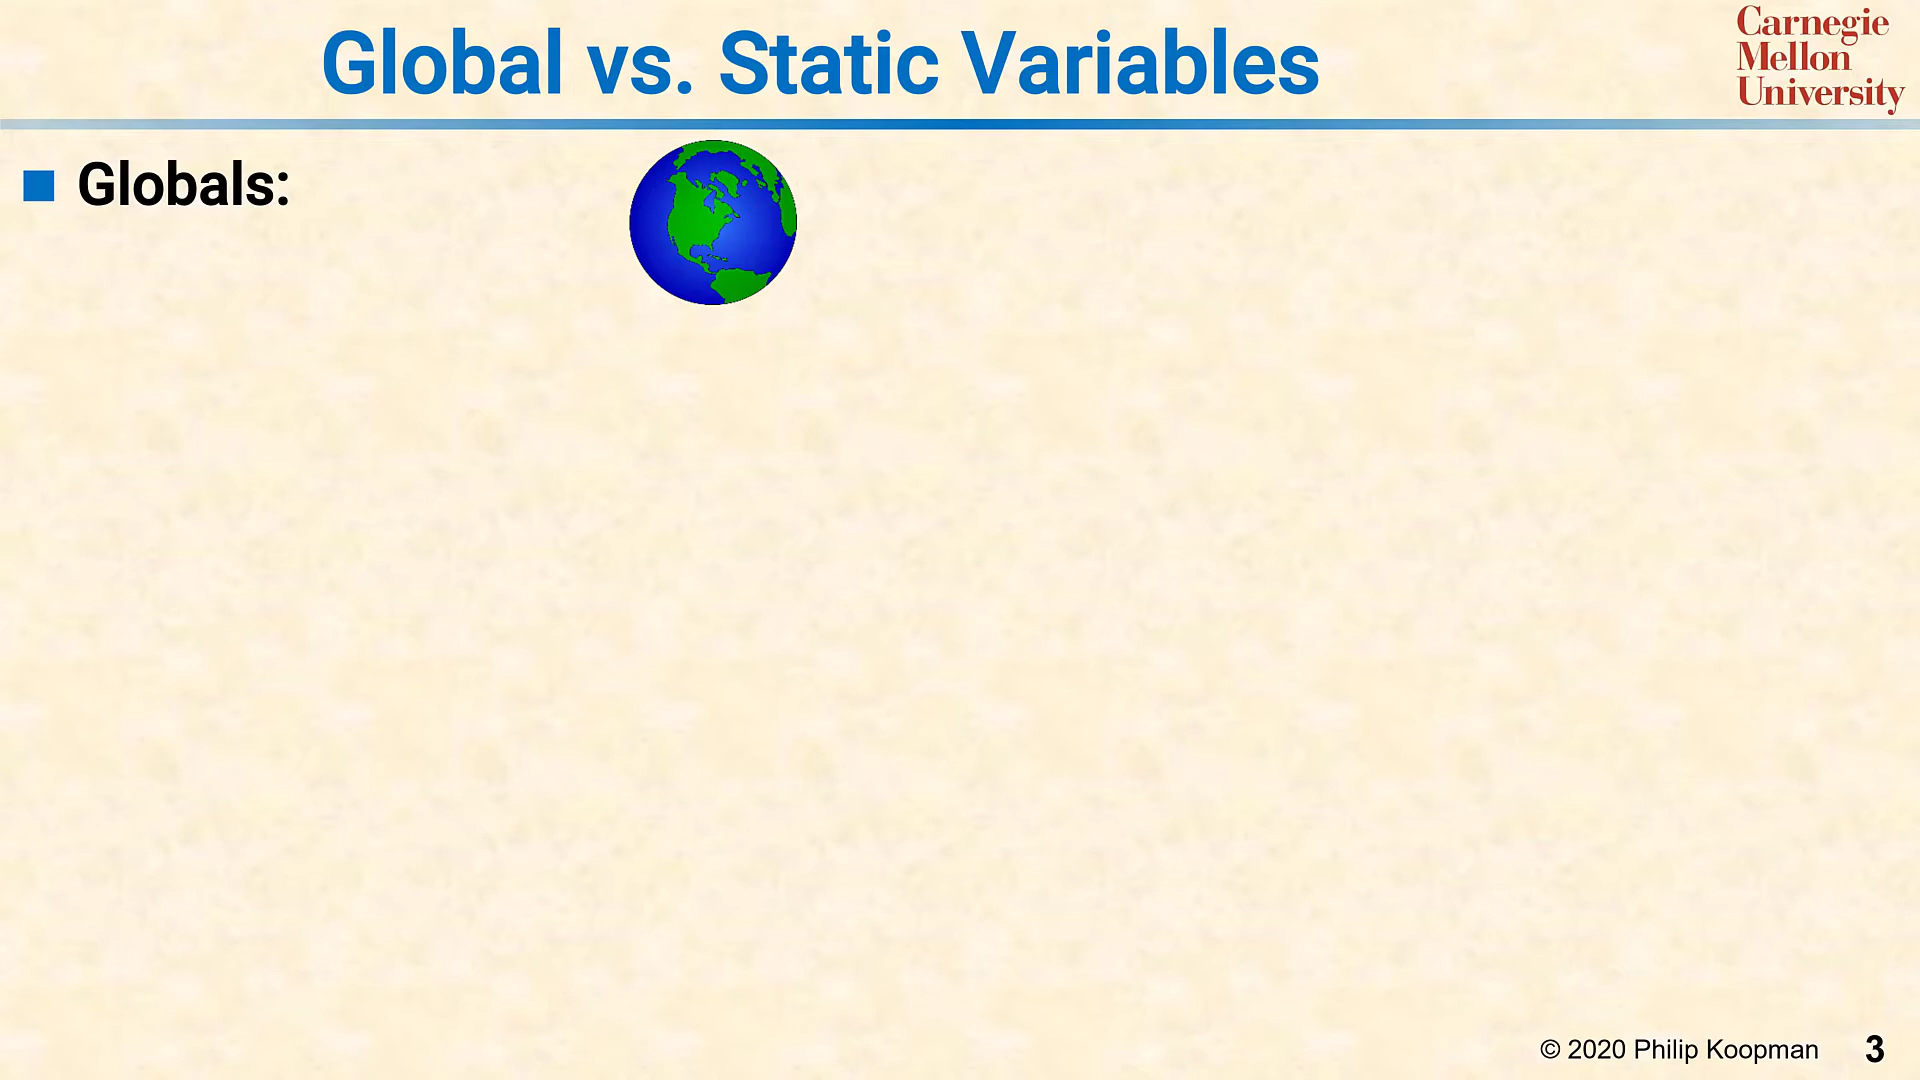 Global vs. Static Variables
Carnegie
Mellon
University
Globals:
© 2020 Philip Koopman 3